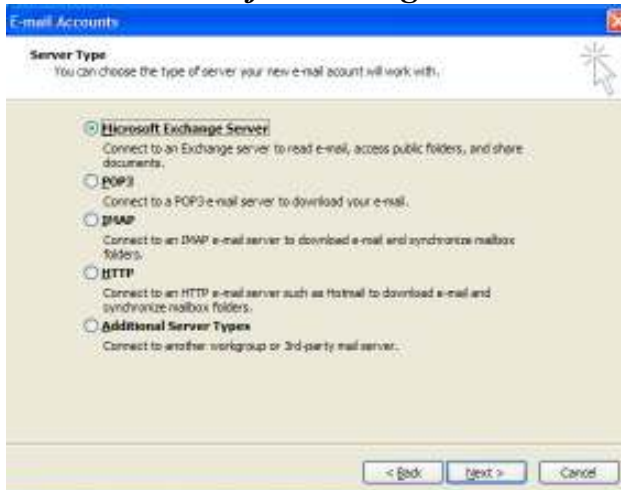 E-mail Accounts
Server Type
You can choose the type of server your new e-mail acount will work with.
Microsoft Exchange Server
Connect to an Exchange server to read e-mail, access public folders, and share
documents.
POP3
Connect to a POP3 e-mail server to download your e-mail.
IMAP
Connect to an IMAP e-mail server to download e-mail and synchronize mailbox
folders.
HTTP
Connect to an HTTP e-mail server such as Hotmail to download e-mail and
synchronize mailbox folders.
Additional Server Types
Connect to another workgroup or 3rd-party mail server.
< Back Next > Cancel